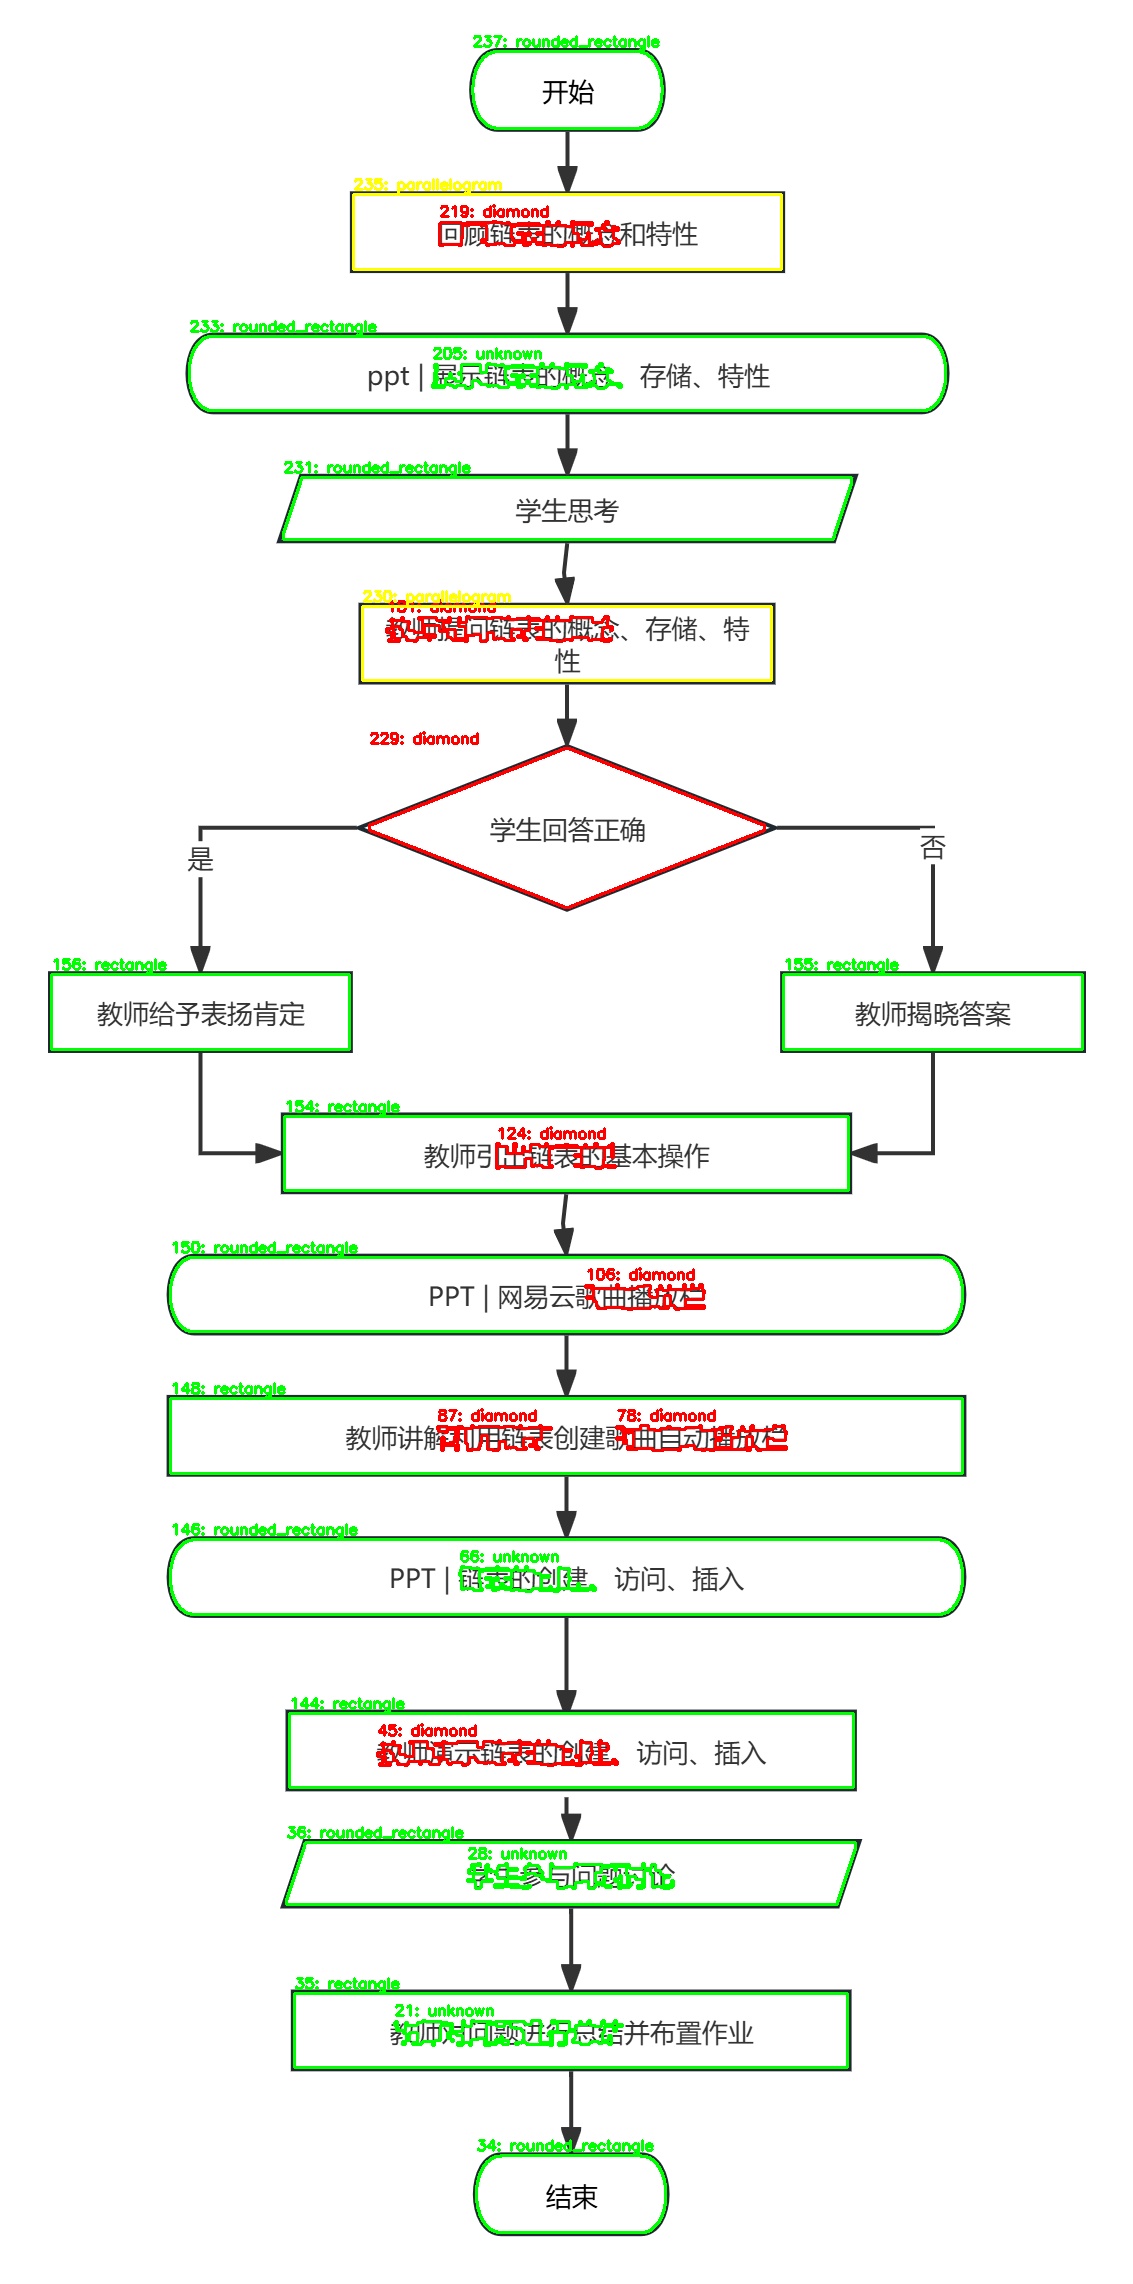 237: rounded_rectangle
开始
235: parallelogram
219: diamond
回顾链表的概念和特性
233: rounded_rectangle
205: unknown
ppt | 展示链表的概念、存储、特性
231: rounded_rectangle
学生思考
230: parallelogram
教师提问链表的概念、存储、特
性
229: diamond
学生回答正确
是
否
156: rectangle
155: rectangle
教师给予表扬肯定
教师揭晓答案
154: rectangle
124: diamond
教师引出链表的基本操作
150: rounded_rectangle
106: diamond
PPT | 网易云歌曲播放栏
148: rectangle
87: diamond
78: diamond
教师讲解利用链表创建歌曲自动播放栏
146: rounded_rectangle
66: unknown
PPT | 链表的创建、访问、插入
144: rectangle
45: diamond
教师演示链表的创建、访问、插入
36: rounded_rectangle
28: unknown
学生参与问题讨论
35: rectangle
21: unknown
教师对问题进行总结并布置作业
34: rounded_rectangle
结束